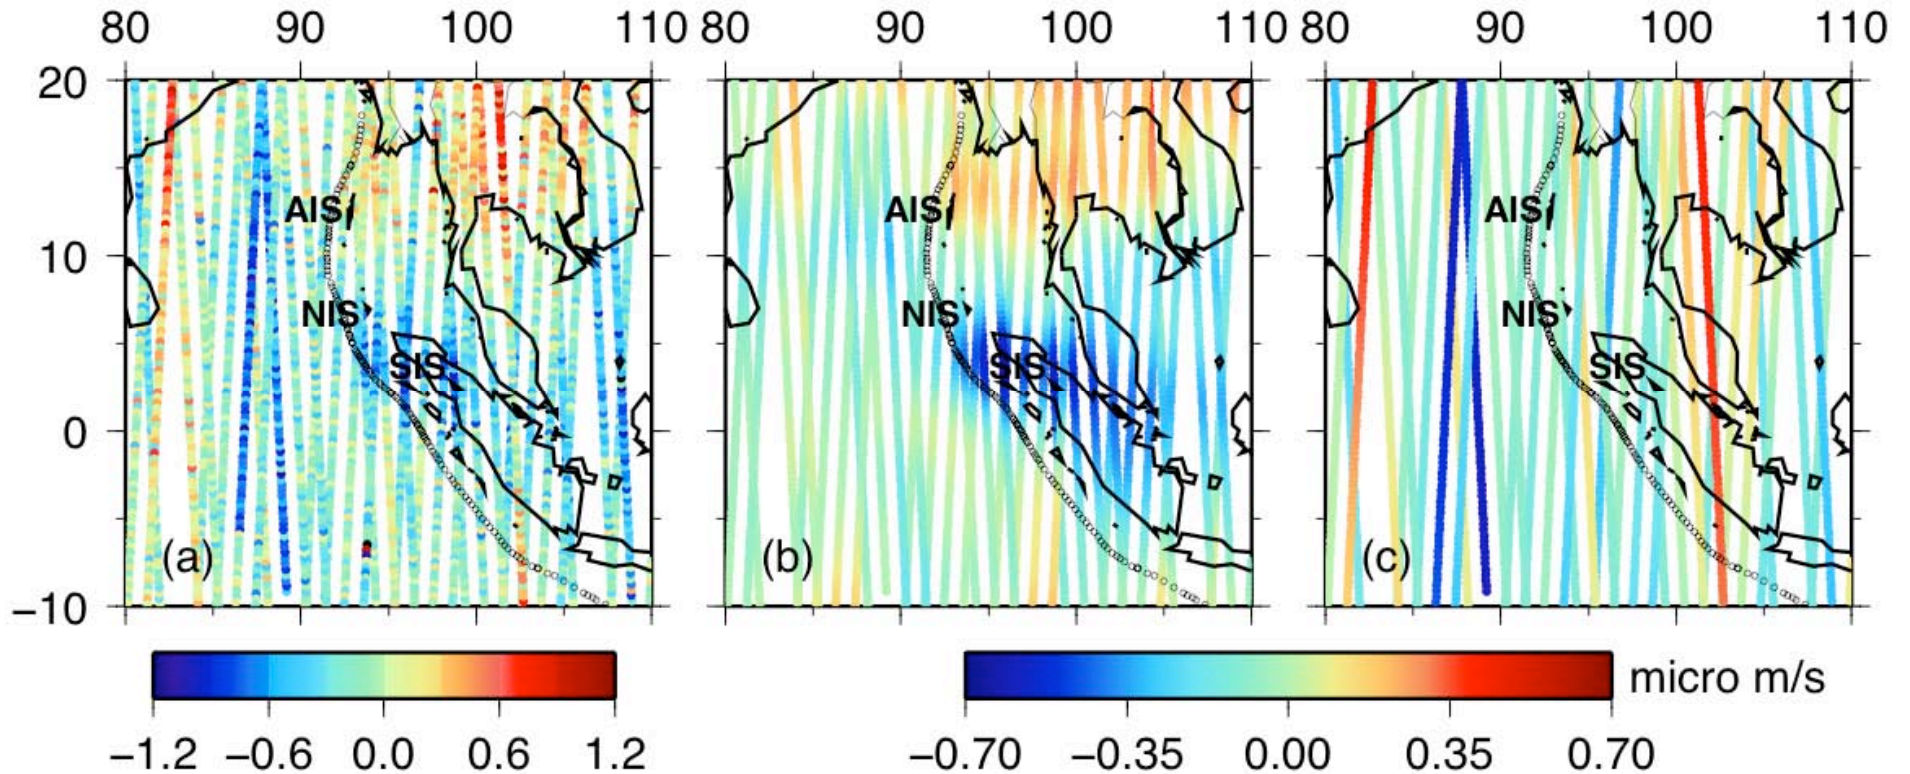 80 90 100 110 80 90 100 110 80 90 100 110
20
10
0
−10
AIS AIS AIS
NIS NIS NIS
SIS SIS SIS
(a) (b) (c)
micro m/s
−1.2 −0.6 0.0 0.6 1.2 −0.70 −0.35 0.00 0.35 0.70